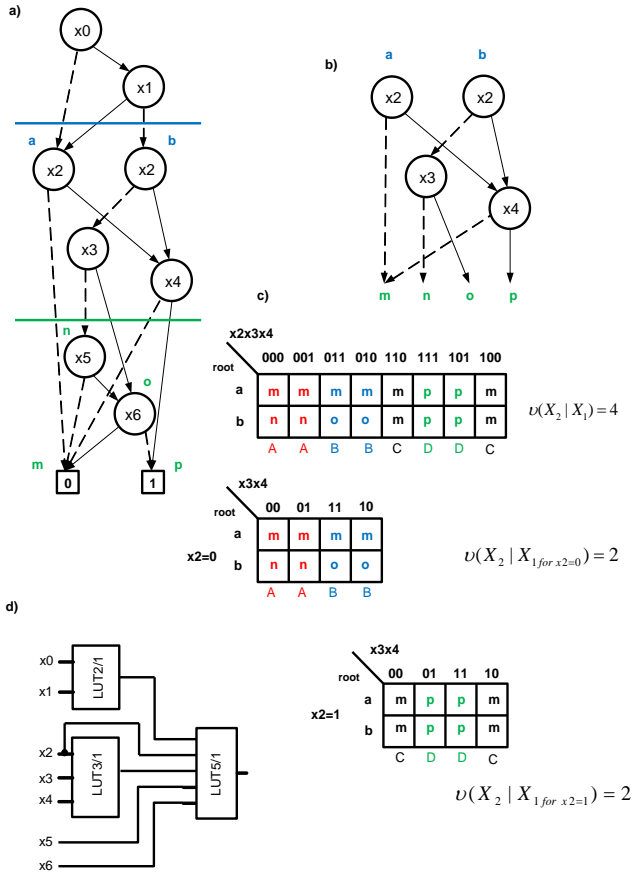 a)
x0
x1
a
b
x2
x2
x3
x4
n
x5
o
x6
m
p
0
1
b)
a
b
x2
x2
x3
x4
m n o p
c)
x2x3x4
root
000 001 011 010 110 111 101 100
a m m m m m p p m
b n n o o m p p m
A A B B C D D C
υ(X₂ | X₁) = 4
x3x4
root
00 01 11 10
x2=0
a m m m m
b n n o o
A A B B
υ(X₂ | X₁ for x2=0) = 2
d)
x0
x1
LUT2/1
x2
x3
x4
LUT3/1
LUT5/1
x5
x6
x3x4
root
00 01 11 10
x2=1
a m p p m
b m p p m
C D D C
υ(X₂ | X₁ for x2=1) = 2